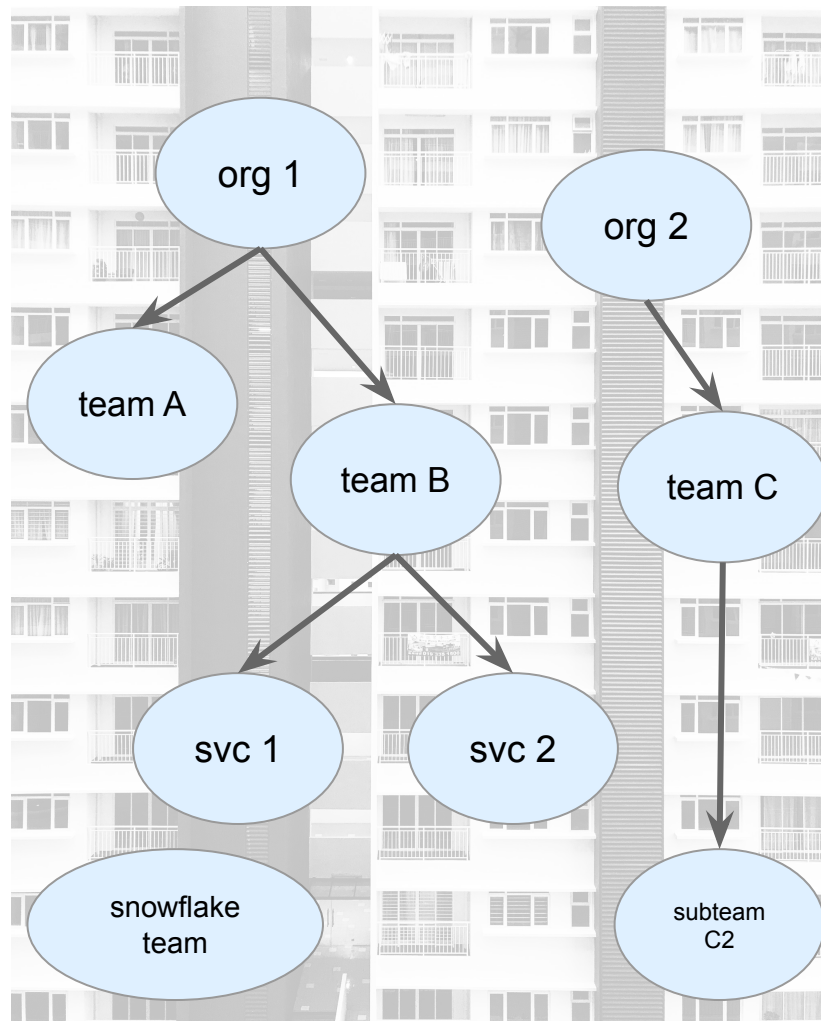 org 1
org 2
team A
team B
team C
svc 1
svc 2
snowflake
team
subteam
C2